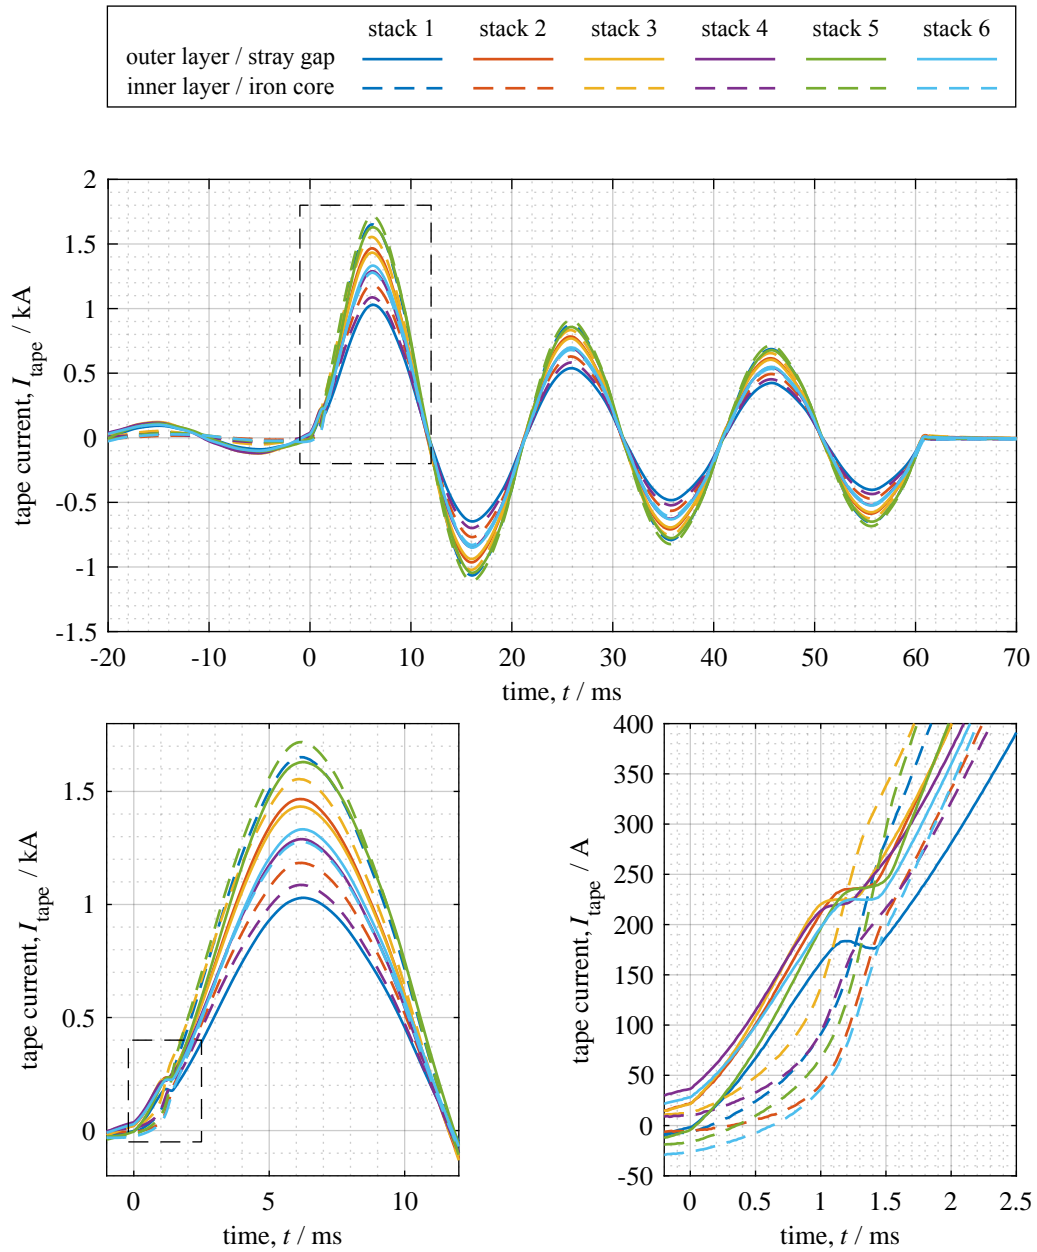 stack 1 stack 2 stack 3 stack 4 stack 5 stack 6
outer layer / stray gap
inner layer / iron core
2
1.5
1
0.5
0
-0.5
-1
-1.5
tape current, I_tape / kA
-20 -10 0 10 20 30 40 50 60 70
time, t / ms
1.5
1
0.5
0
tape current, I_tape / kA
0 5 10
time, t / ms
400
350
300
250
200
150
100
50
0
-50
tape current, I_tape / A
0 0.5 1 1.5 2 2.5
time, t / ms